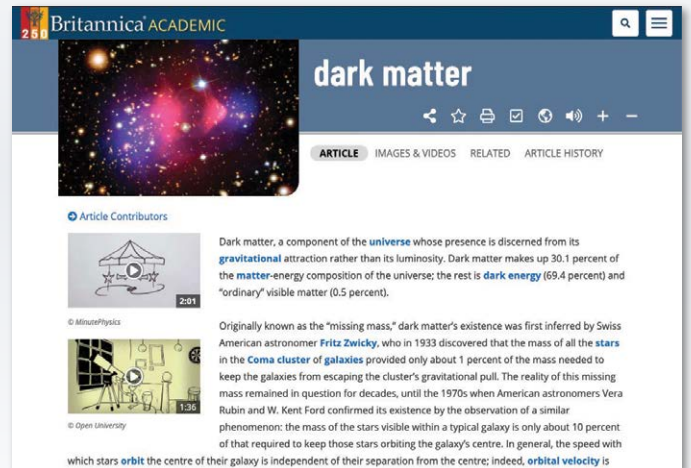 250 Britannica® ACADEMIC
dark matter
ARTICLE IMAGES & VIDEOS RELATED ARTICLE HISTORY
Article Contributors
2:01
© MinutePhysics
1:36
© Open University
Dark matter, a component of the universe whose presence is discerned from its
gravitational attraction rather than its luminosity. Dark matter makes up 30.1 percent of
the matter-energy composition of the universe; the rest is dark energy (69.4 percent) and
"ordinary" visible matter (0.5 percent).
Originally known as the "missing mass," dark matter's existence was first inferred by Swiss
American astronomer Fritz Zwicky, who in 1933 discovered that the mass of all the stars
in the Coma cluster of galaxies provided only about 1 percent of the mass needed to
keep the galaxies from escaping the cluster's gravitational pull. The reality of this missing
mass remained in question for decades, until the 1970s when American astronomers Vera
Rubin and W. Kent Ford confirmed its existence by the observation of a similar
phenomenon: the mass of the stars visible within a typical galaxy is only about 10 percent
of that required to keep those stars orbiting the galaxy's centre. In general, the speed with
which stars orbit the centre of their galaxy is independent of their separation from the centre; indeed, orbital velocity is